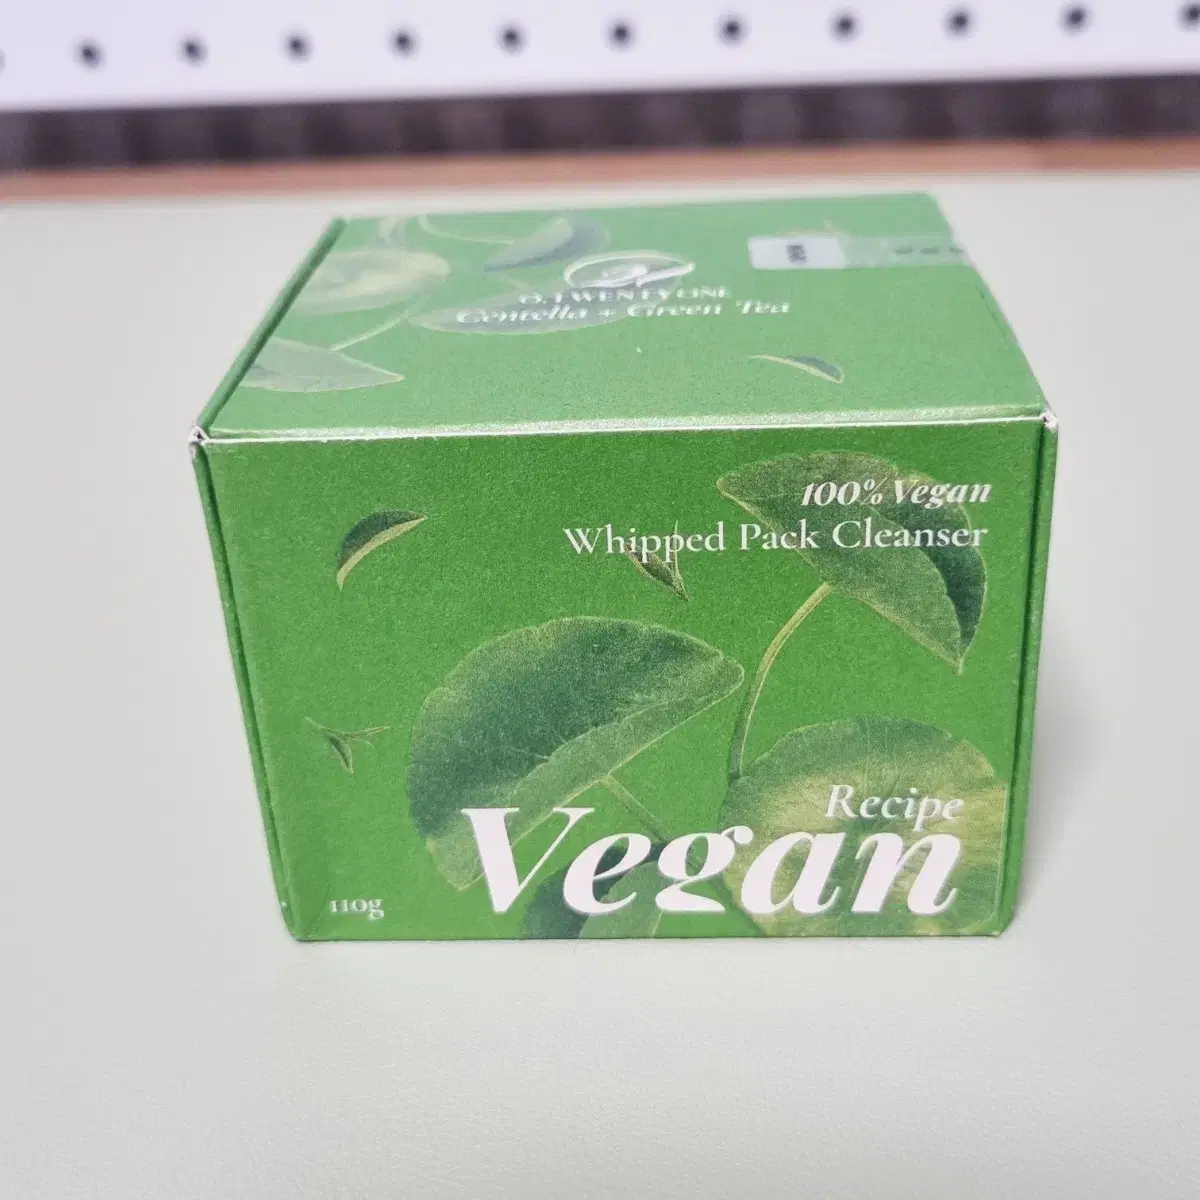 O.TWENTYONE
Centella + Green Tea
100% Vegan
Whipped Pack Cleanser
Recipe
Vegan
110g